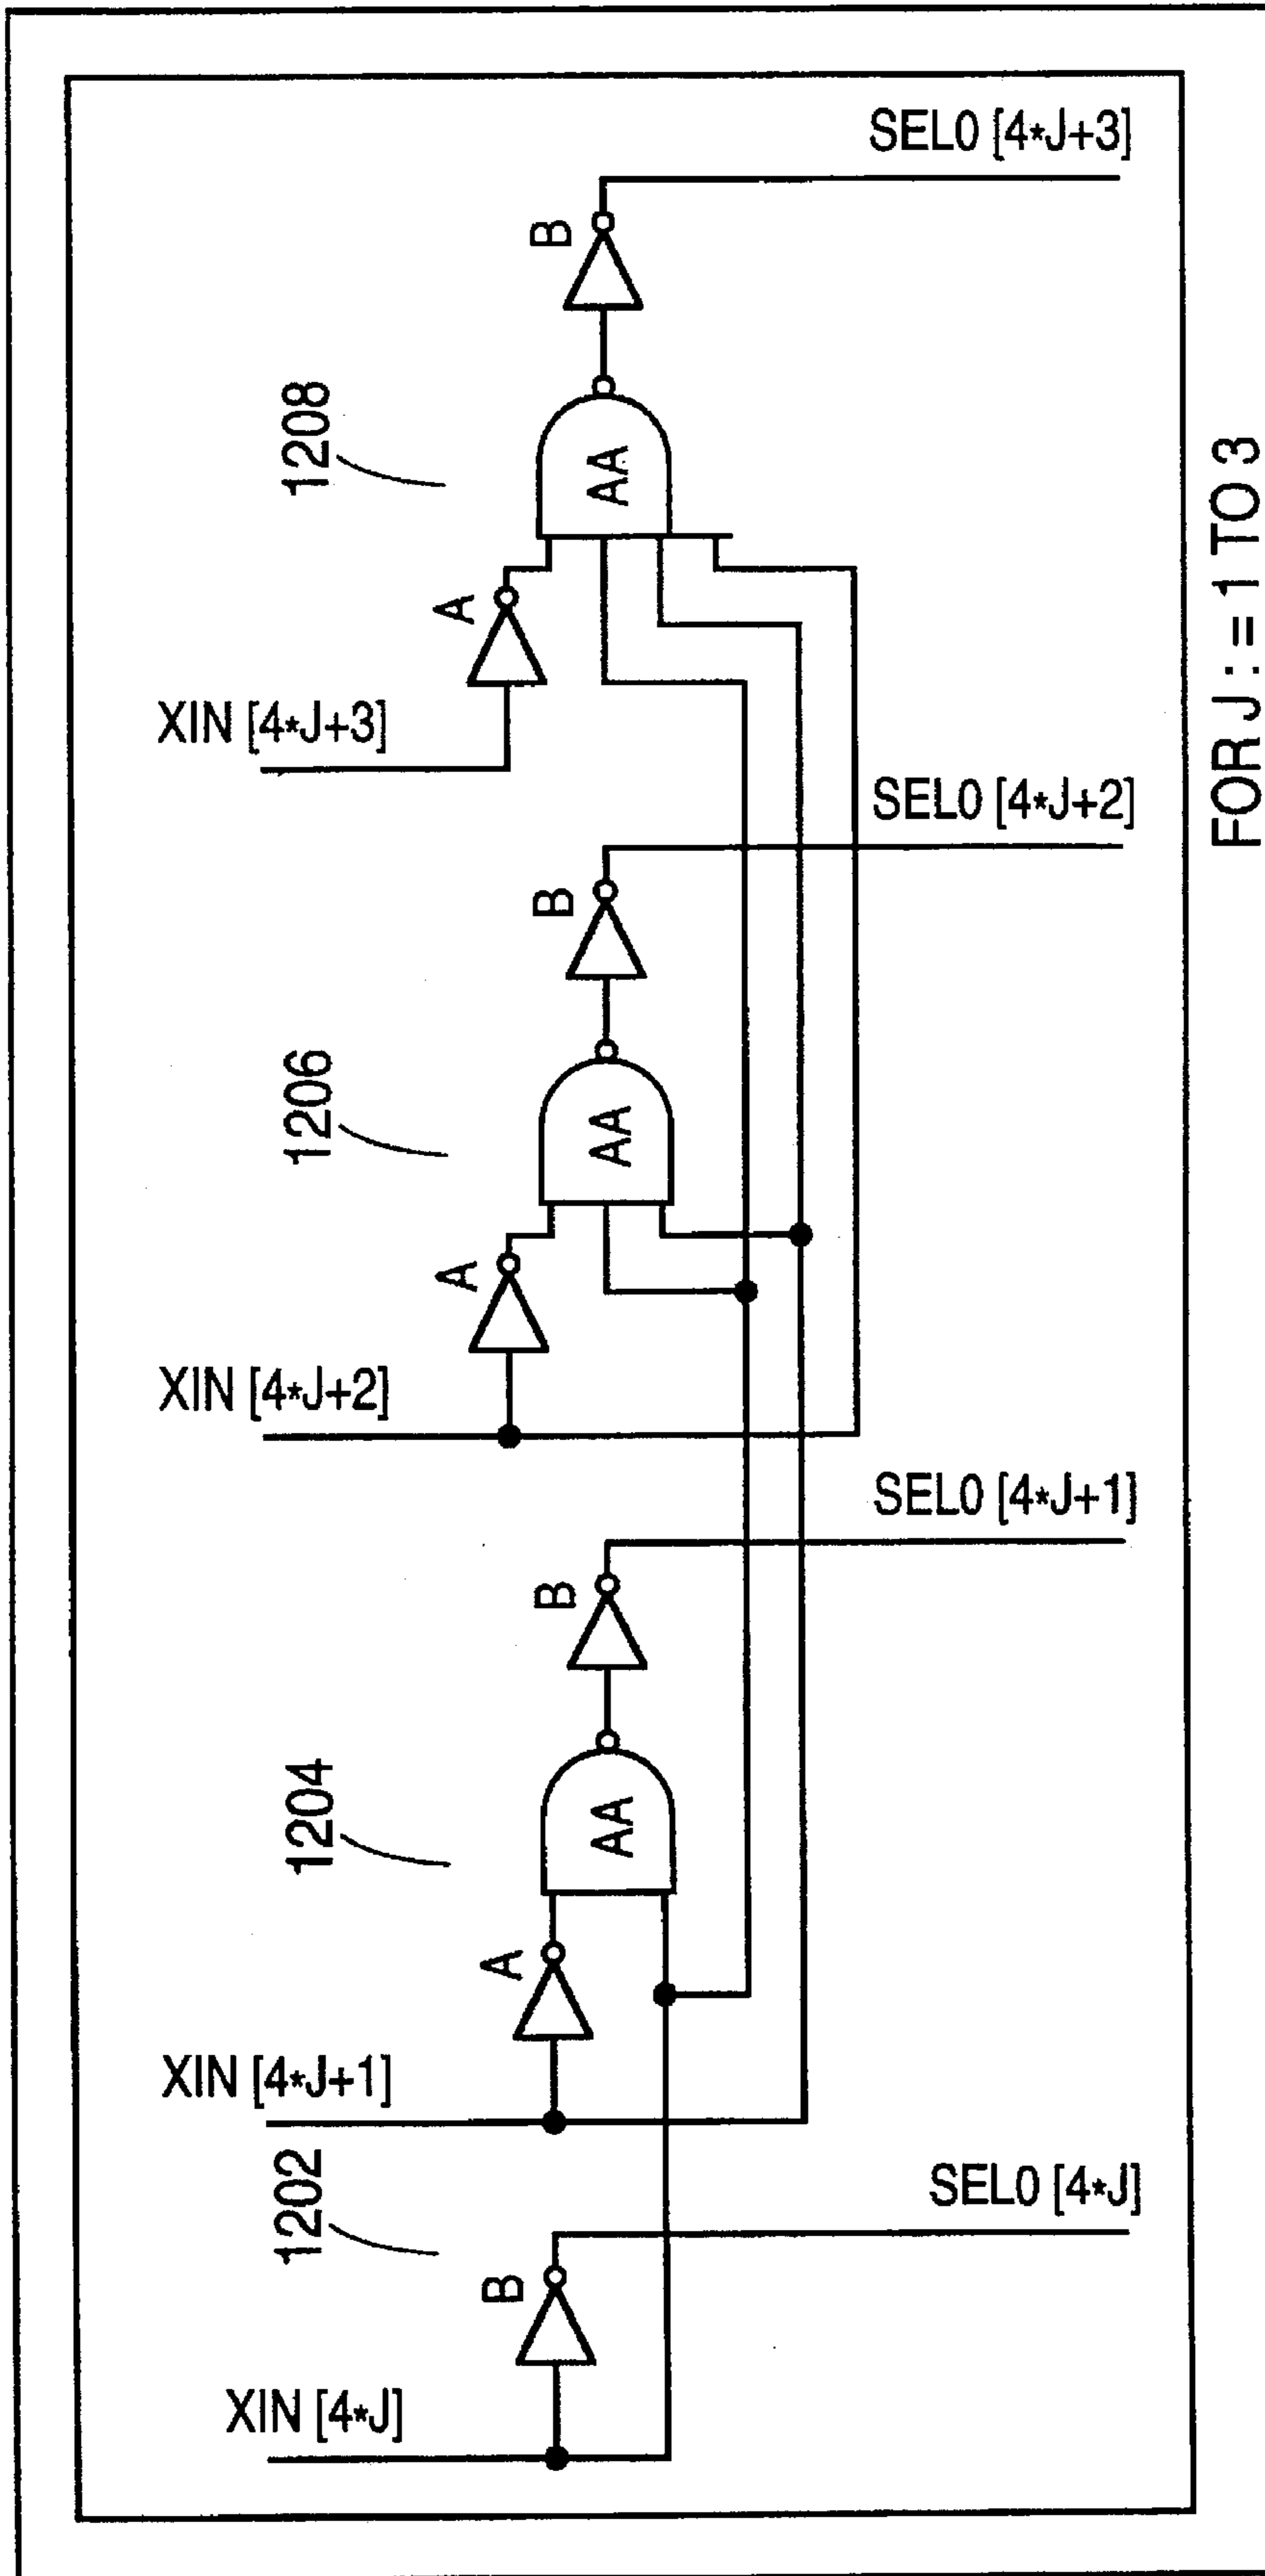 XIN [4*J]
1202
B
SEL0 [4*J]
XIN [4*J+1]
A
1204
AA
B
SEL0 [4*J+1]
XIN [4*J+2]
A
1206
AA
B
SEL0 [4*J+2]
XIN [4*J+3]
A
1208
AA
B
SEL0 [4*J+3]
FOR J : = 1 TO 3